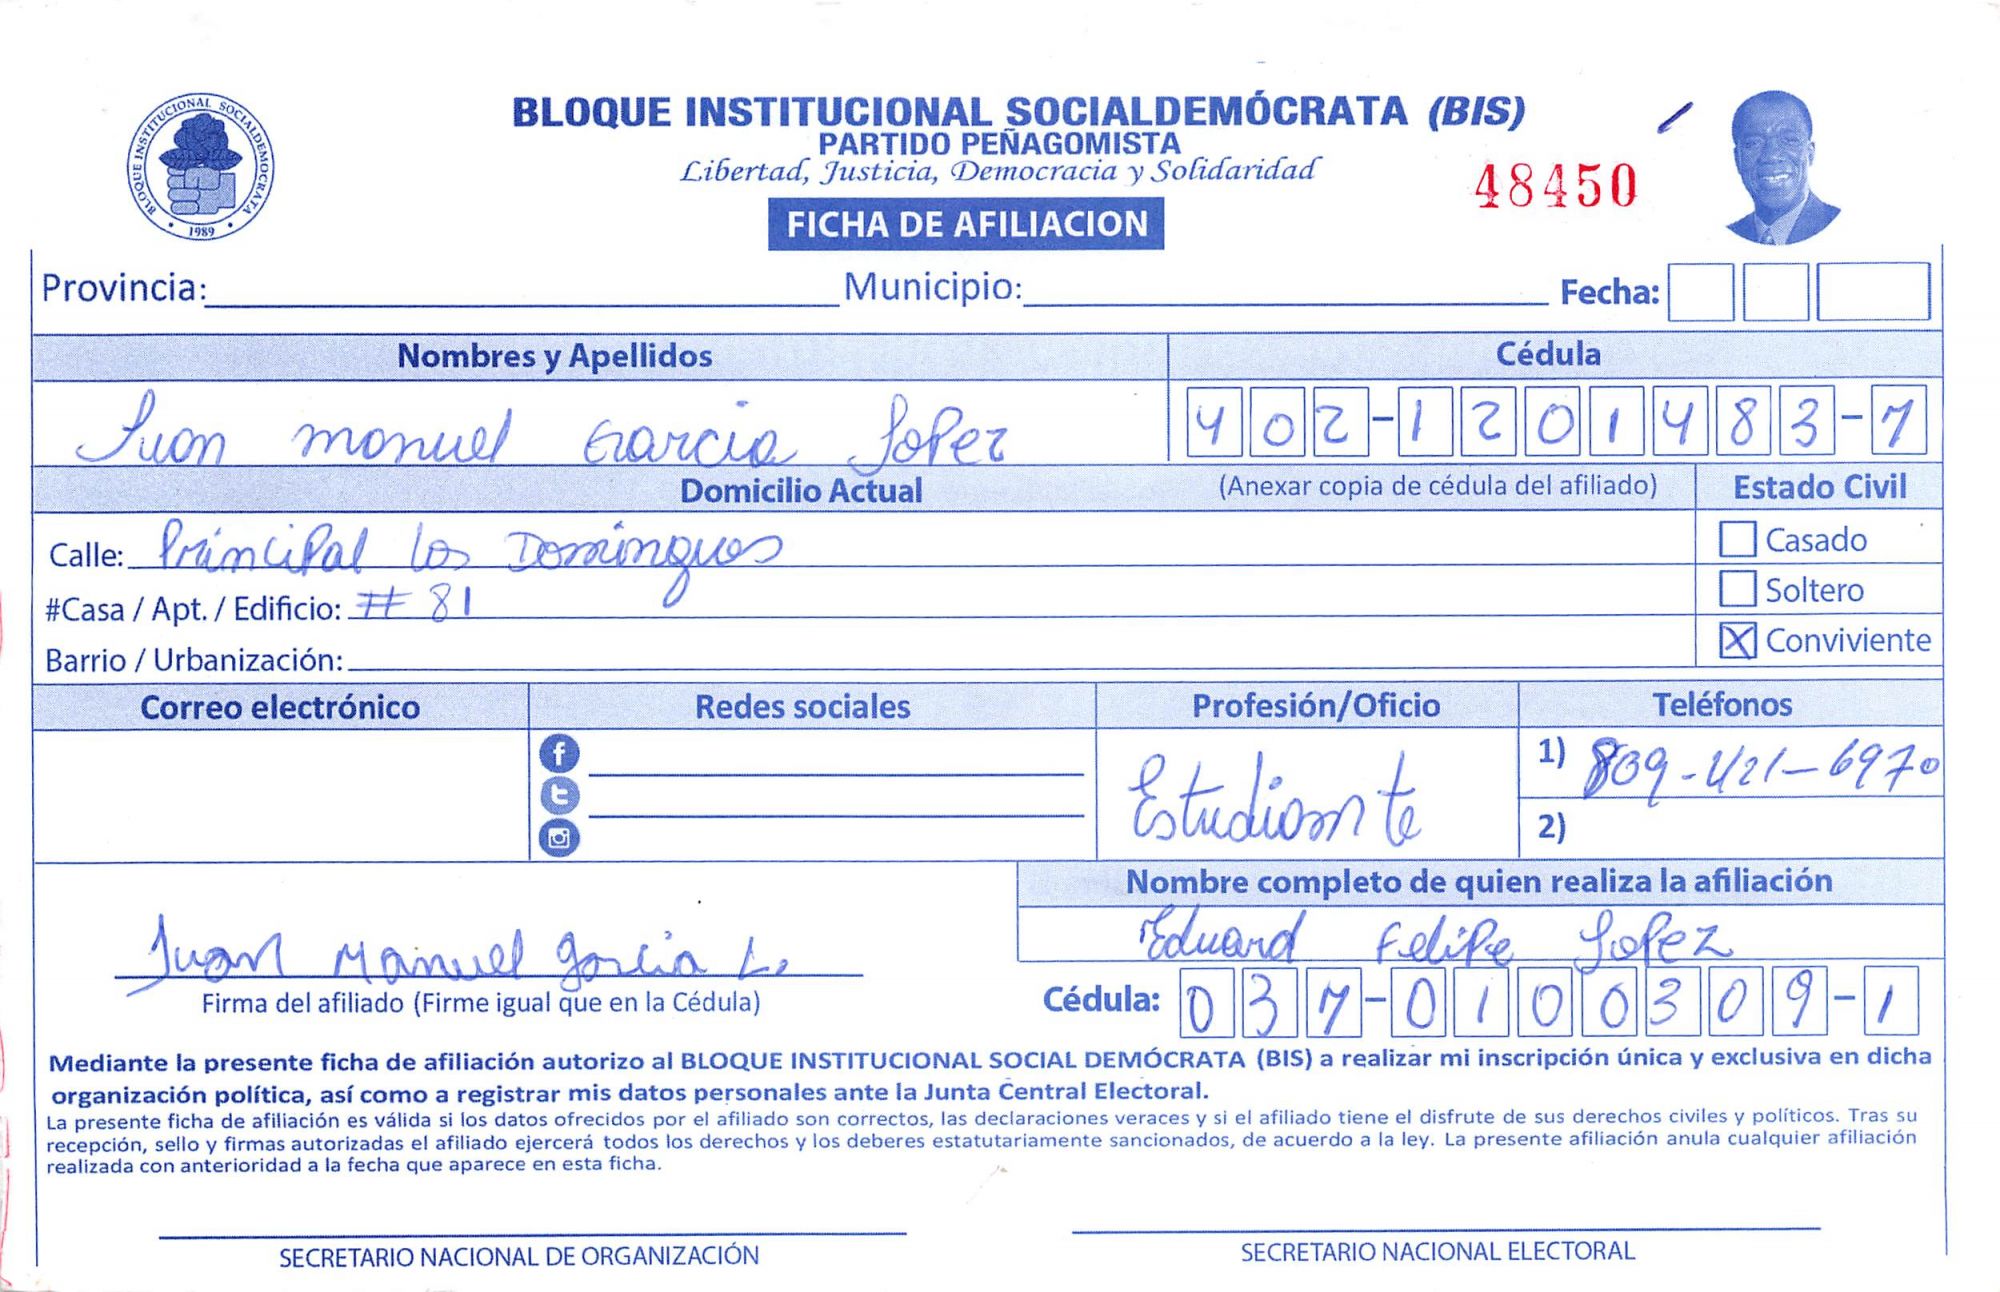 BLOQUE INSTITUCIONAL SOCIALDEMOCRATA
1989
BLOQUE INSTITUCIONAL SOCIALDEMÓCRATA (BIS)
PARTIDO PEÑAGOMISTA
Libertad, Justicia, Democracia y Solidaridad
48450
FICHA DE AFILIACION
Provincia: Municipio: Fecha:
Nombres y Apellidos Cédula
Juan manuel Garcia Lopez 402-1201483-7
Domicilio Actual (Anexar copia de cédula del afiliado) Estado Civil
Calle: Principal Los Domingues Casado
#Casa / Apt. / Edificio: # 81 Soltero
Barrio / Urbanización: X Conviviente
Correo electrónico Redes sociales Profesión/Oficio Teléfonos
Estudiante 1) 809-421-6970
2)
Nombre completo de quien realiza la afiliación
Eduard Felipe Lopez
Juan Manuel Garcia L.
Firma del afiliado (Firme igual que en la Cédula) Cédula: 037-0100309-1
Mediante la presente ficha de afiliación autorizo al BLOQUE INSTITUCIONAL SOCIAL DEMÓCRATA (BIS) a realizar mi inscripción única y exclusiva en dicha
organización política, así como a registrar mis datos personales ante la Junta Central Electoral.
La presente ficha de afiliación es válida si los datos ofrecidos por el afiliado son correctos, las declaraciones veraces y si el afiliado tiene el disfrute de sus derechos civiles y políticos. Tras su
recepción, sello y firmas autorizadas el afiliado ejercerá todos los derechos y los deberes estatutariamente sancionados, de acuerdo a la ley. La presente afiliación anula cualquier afiliación
realizada con anterioridad a la fecha que aparece en esta ficha.
SECRETARIO NACIONAL DE ORGANIZACIÓN SECRETARIO NACIONAL ELECTORAL